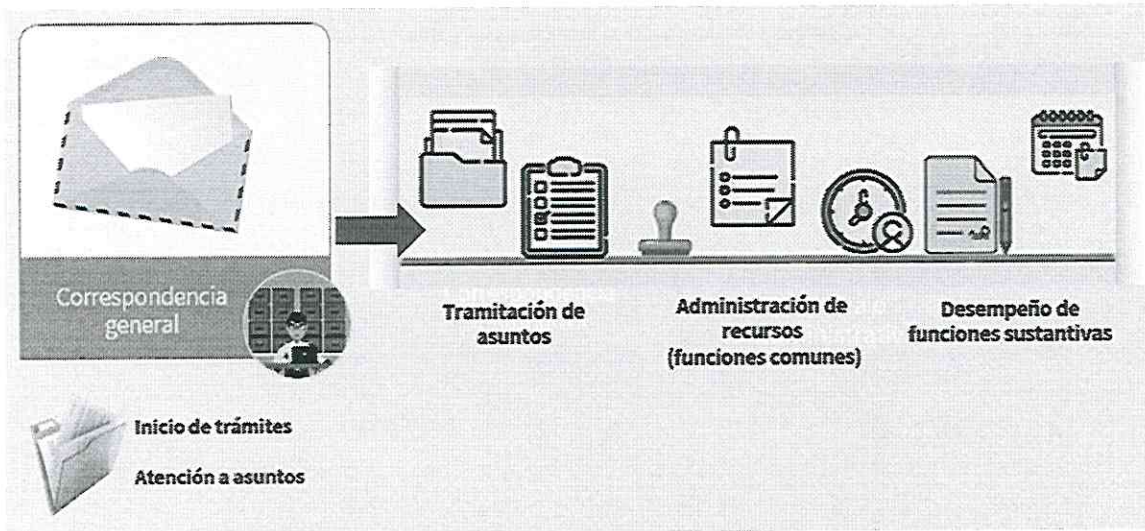 Correspondencia
general
Tramitación de
asuntos
Administración de
recursos
(funciones comunes)
Desempeño de
funciones sustantivas
Inicio de trámites
Atención a asuntos